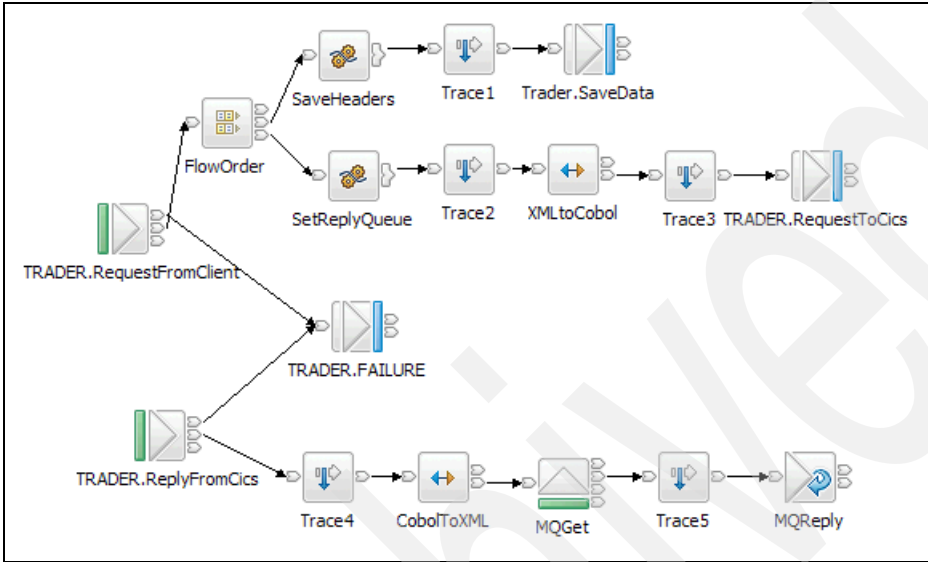 SaveHeaders
Trace1
Trader.SaveData
FlowOrder
SetReplyQueue
Trace2
XMLtoCobol
Trace3
TRADER.RequestToCics
TRADER.RequestFromClient
TRADER.FAILURE
TRADER.ReplyFromCics
Trace4
CobolToXML
MQGet
Trace5
MQReply